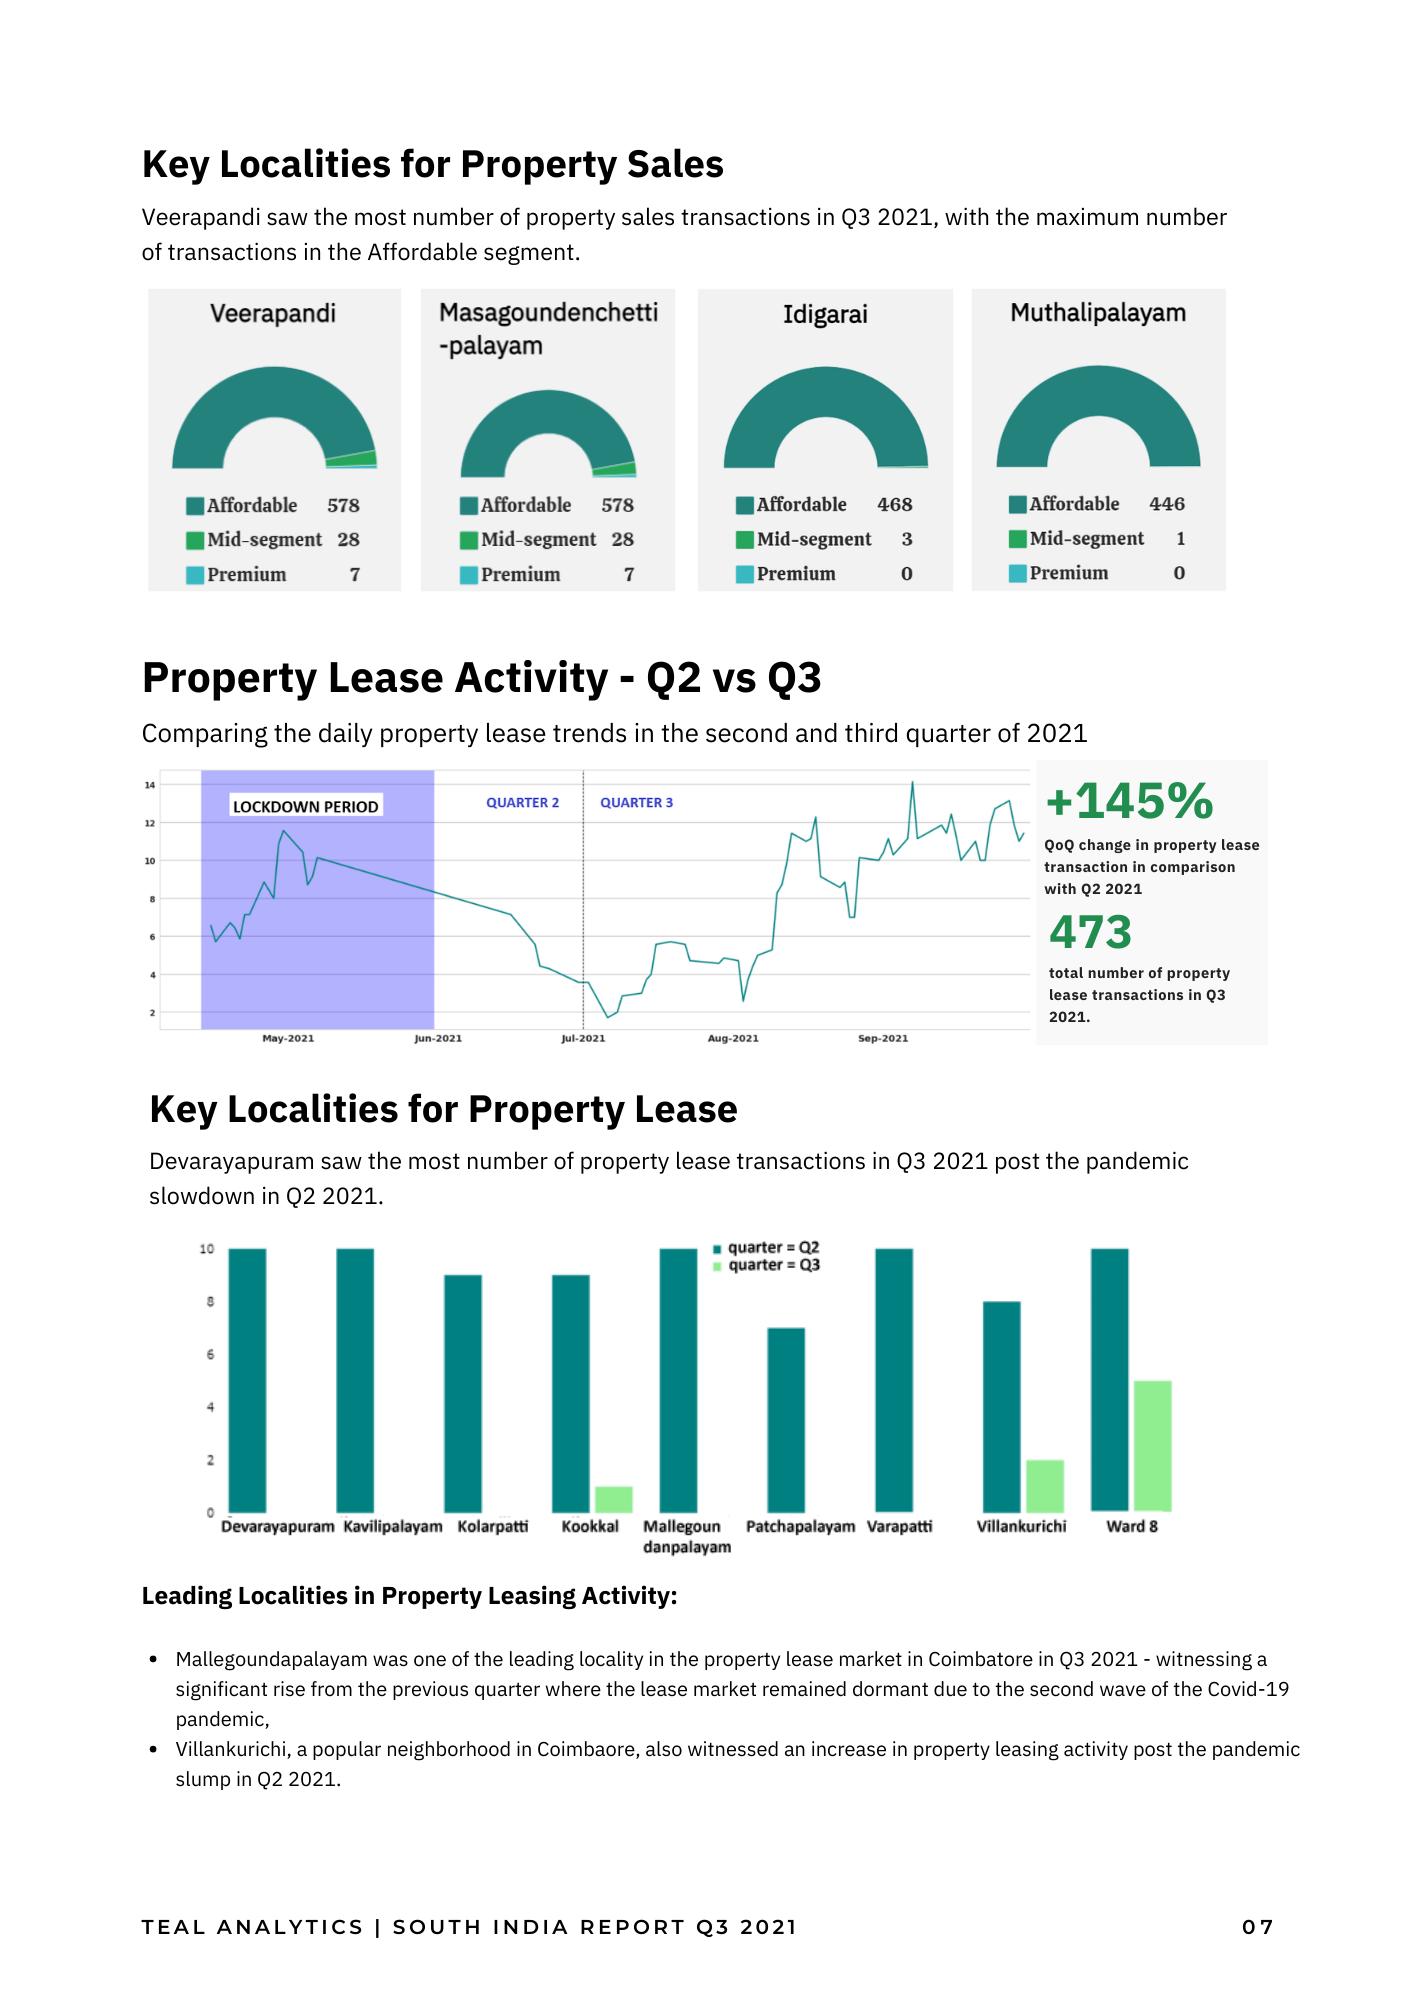 Key Localities for Property Sales
Veerapandi saw the most number of property sales transactions in Q3 2021, with the maximum number
of transactions in the Affordable segment.
Veerapandi
Affordable 578
Mid-segment 28
Premium 7
Masagoundenchetti
-palayam
Affordable 578
Mid-segment 28
Premium 7
Idigarai
Affordable 468
Mid-segment 3
Premium 0
Muthalipalayam
Affordable 446
Mid-segment 1
Premium 0
Property Lease Activity - Q2 vs Q3
Comparing the daily property lease trends in the second and third quarter of 2021
LOCKDOWN PERIOD
QUARTER 2
QUARTER 3
14
12
10
8
6
4
2
May-2021
Jun-2021
Jul-2021
Aug-2021
Sep-2021
+145%
QoQ change in property lease
transaction in comparison
with Q2 2021
473
total number of property
lease transactions in Q3
2021.
Key Localities for Property Lease
Devarayapuram saw the most number of property lease transactions in Q3 2021 post the pandemic
slowdown in Q2 2021.
quarter = Q2
quarter = Q3
10
8
6
4
2
0
Devarayapuram
Kavilipalayam
Kolarpatti
Kookkal
Mallegoun
danpalayam
Patchapalayam
Varapatti
Villankurichi
Ward 8
Leading Localities in Property Leasing Activity:
• Mallegoundapalayam was one of the leading locality in the property lease market in Coimbatore in Q3 2021 - witnessing a
significant rise from the previous quarter where the lease market remained dormant due to the second wave of the Covid-19
pandemic,
• Villankurichi, a popular neighborhood in Coimbaore, also witnessed an increase in property leasing activity post the pandemic
slump in Q2 2021.
TEAL ANALYTICS | SOUTH INDIA REPORT Q3 2021
07